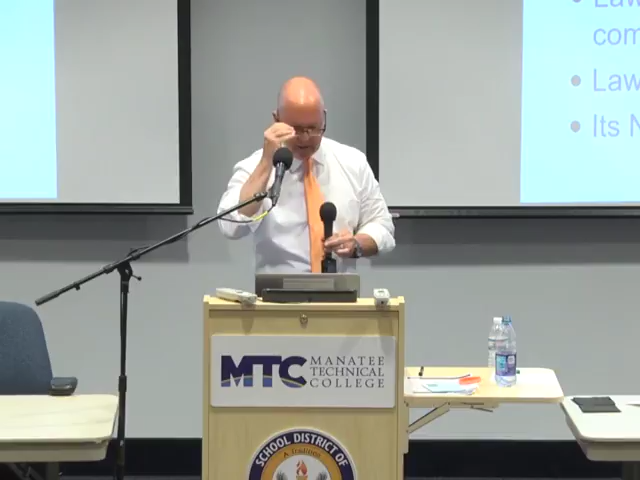 Law
com
Law
Its N
MTC
MANATEE
TECHNICAL
COLLEGE
SCHOOL DISTRICT OF